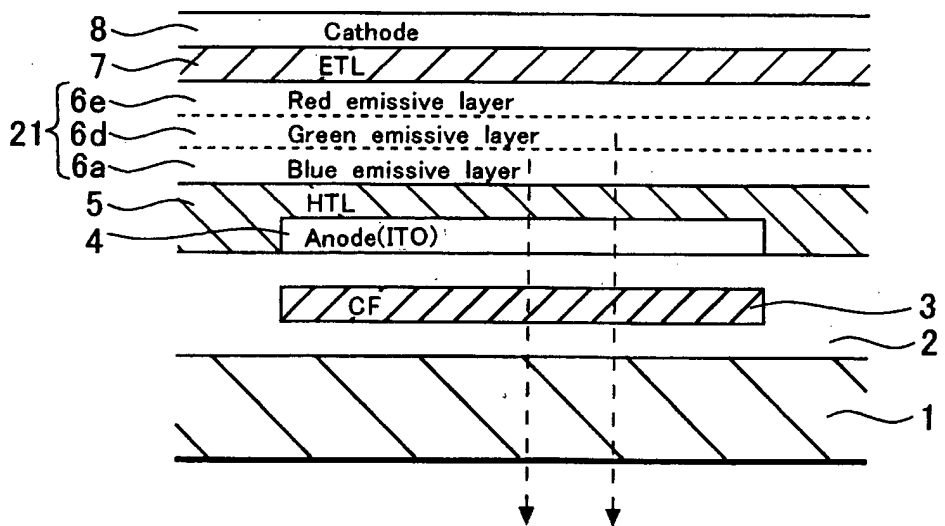 8 Cathode
7 ETL
21 6e Red emissive layer
6d Green emissive layer
6a Blue emissive layer
5 HTL
4 Anode(ITO)
CF 3
2
1